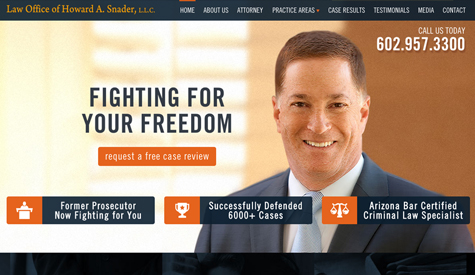 Law Office of Howard A. Snader, L.L.C.
HOME ABOUT US ATTORNEY PRACTICE AREAS CASE RESULTS TESTIMONIALS MEDIA CONTACT
CALL US TODAY
602.957.3300
FIGHTING FOR
YOUR FREEDOM
request a free case review
Former Prosecutor
Now Fighting for You
Successfully Defended
6000+ Cases
Arizona Bar Certified
Criminal Law Specialist